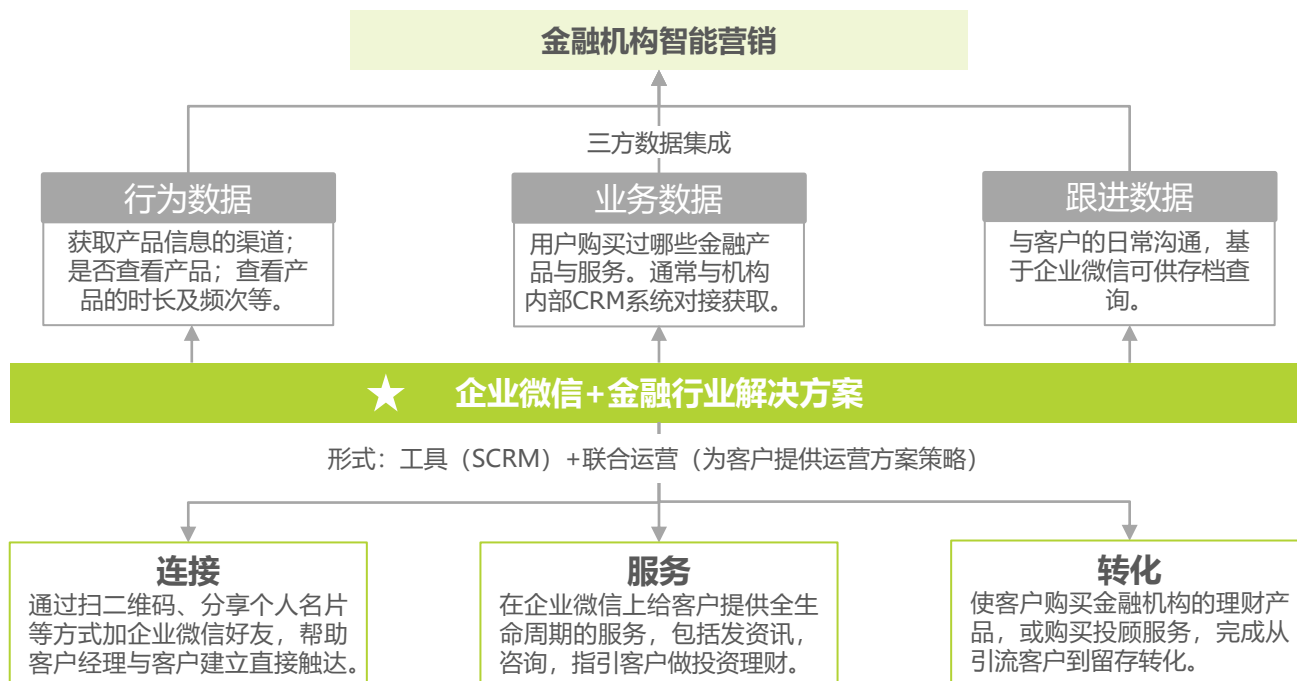 金融机构智能营销
三方数据集成
行为数据
获取产品信息的渠道；
是否查看产品；查看产
品的时长及频次等。
业务数据
用户购买过哪些金融产
品与服务。通常与机构
内部CRM系统对接获取。
跟进数据
与客户的日常沟通，基
于企业微信可供存档查
询。
★ 企业微信+金融行业解决方案
形式：工具（SCRM）+联合运营（为客户提供运营方案策略）
连接
通过扫二维码、分享个人名片
等方式加企业微信好友，帮助
客户经理与客户建立直接触达。
服务
在企业微信上给客户提供全生
命周期的服务，包括发资讯，
咨询，指引客户做投资理财。
转化
使客户购买金融机构的理财产
品，或购买投顾服务，完成从
引流客户到留存转化。